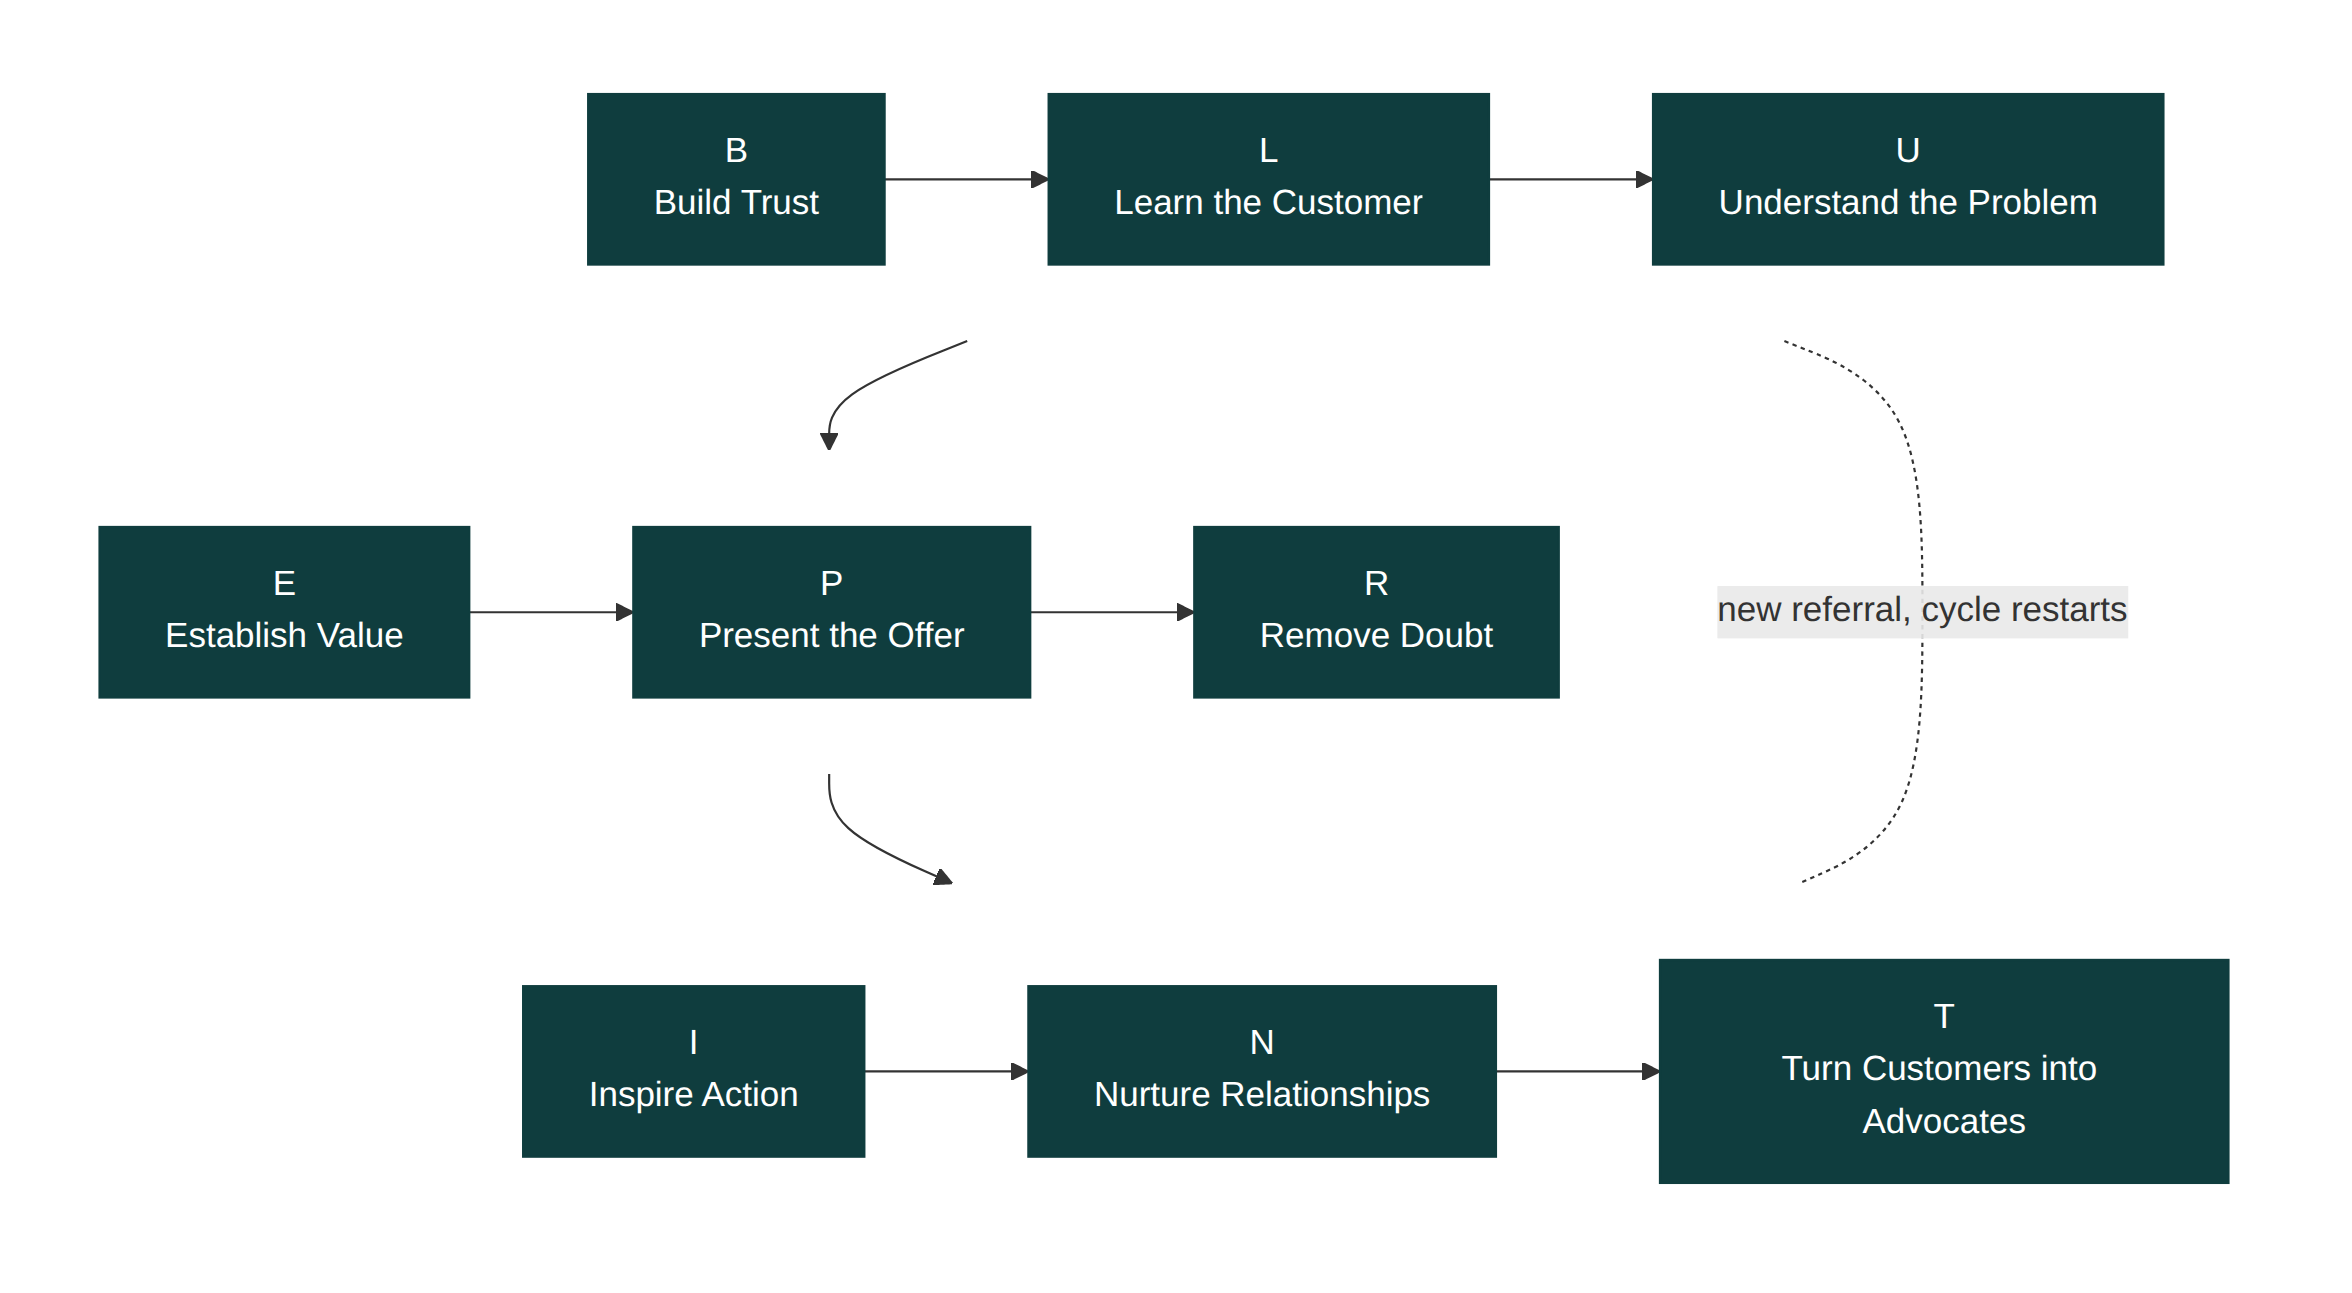 B
Build Trust
L
Learn the Customer
U
Understand the Problem
E
Establish Value
P
Present the Offer
R
Remove Doubt
new referral, cycle restarts
I
Inspire Action
N
Nurture Relationships
T
Turn Customers into
Advocates